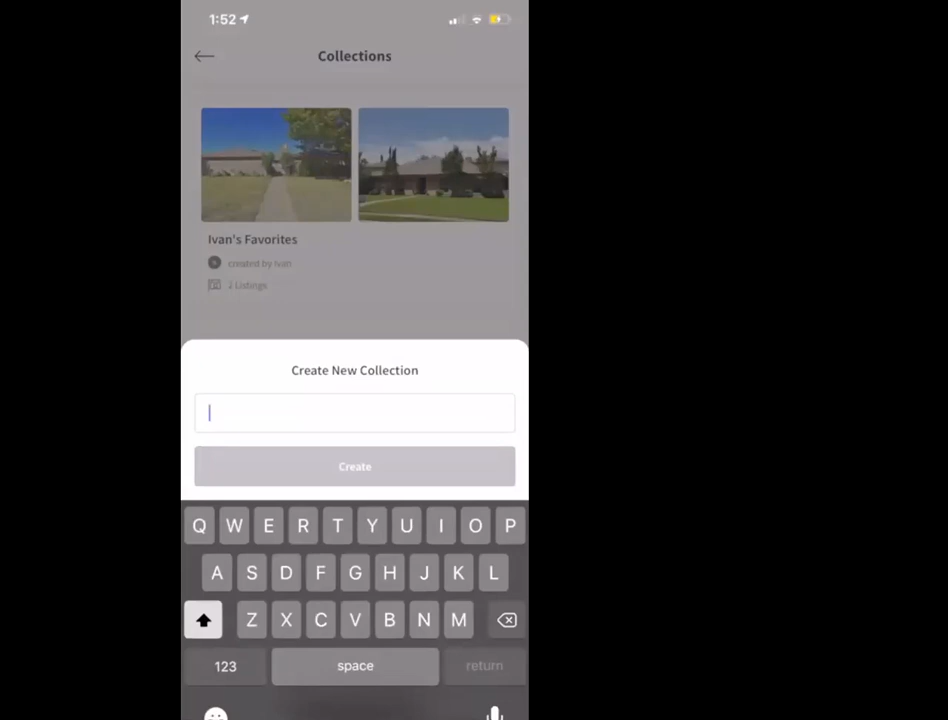 1:52
Collections
Ivan's Favorites
created by Ivan
2 Listings
Create New Collection
Create
Q W E R T Y U I O P
A S D F G H J K L
Z X C V B N M
123 space return